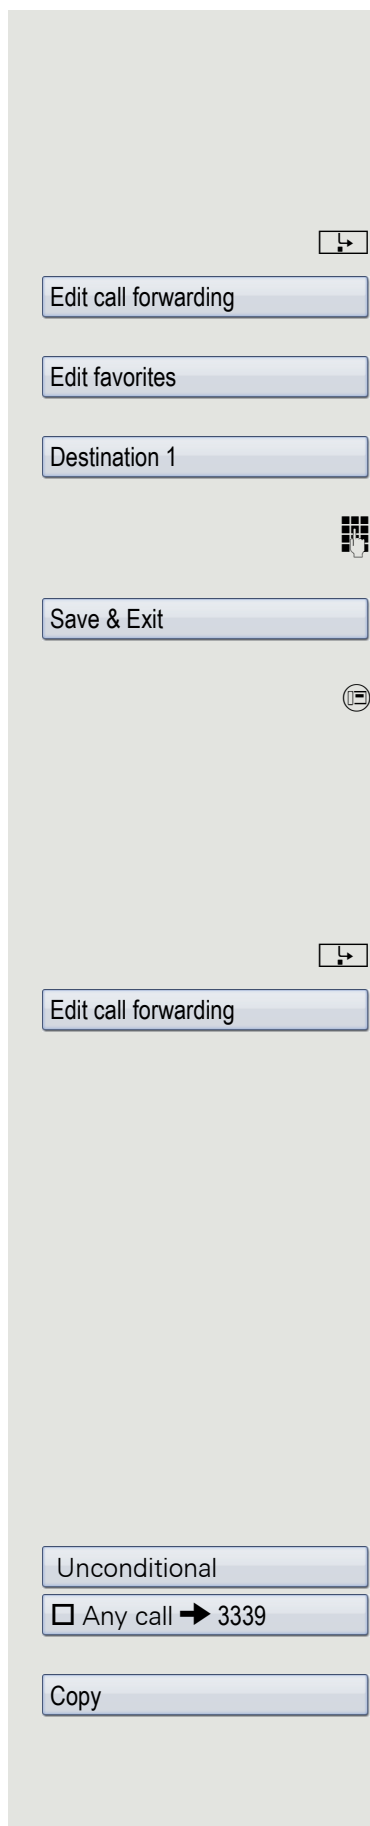 Edit call forwarding
Edit favorites
Destination 1
Save & Exit
Edit call forwarding
Unconditional
☐ Any call ➔ 3339
Copy